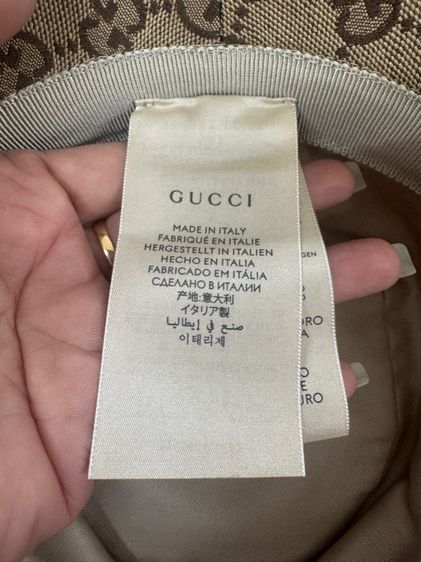 GUCCI
MADE IN ITALY
FABRIQUÉ EN ITALIE
HERGESTELLT IN ITALIEN
HECHO EN ITALIA
FABRICADO EM ITÁLIA
СДЕЛАНО В ИТАЛИИ
产地:意大利
イタリア製
صنع في إيطاليا
이태리제